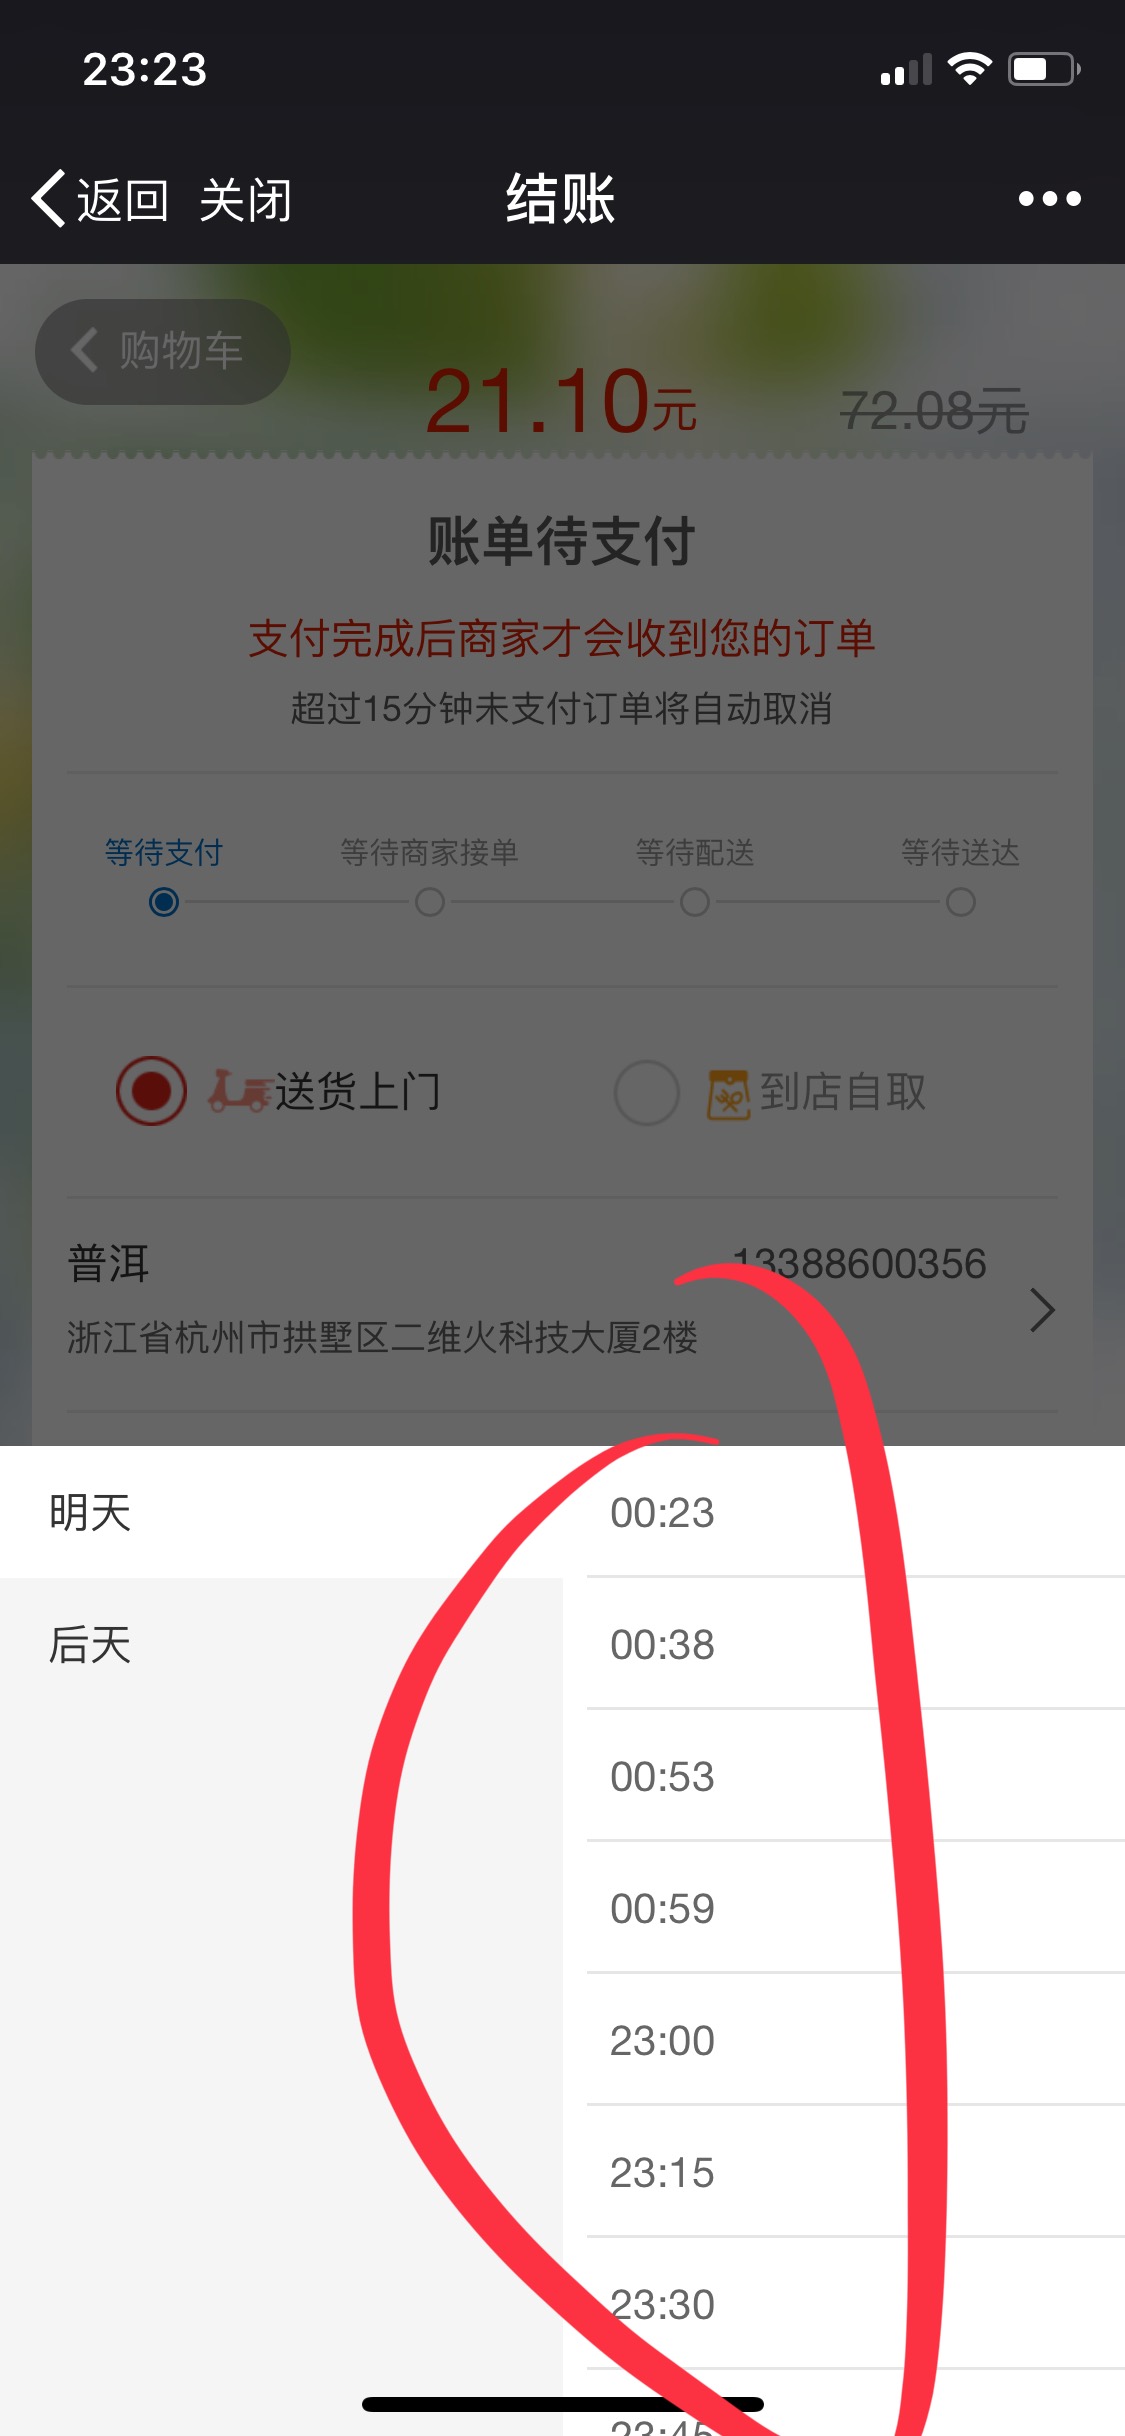 23:23
返回 关闭 结账
购物车
21.10元 72.08元
账单待支付
支付完成后商家才会收到您的订单
超过15分钟未支付订单将自动取消
等待支付 等待商家接单 等待配送 等待送达
送货上门 到店自取
普洱 13388600356
浙江省杭州市拱墅区二维火科技大厦2楼
明天 00:23
后天 00:38
00:53
00:59
23:00
23:15
23:30
23:45